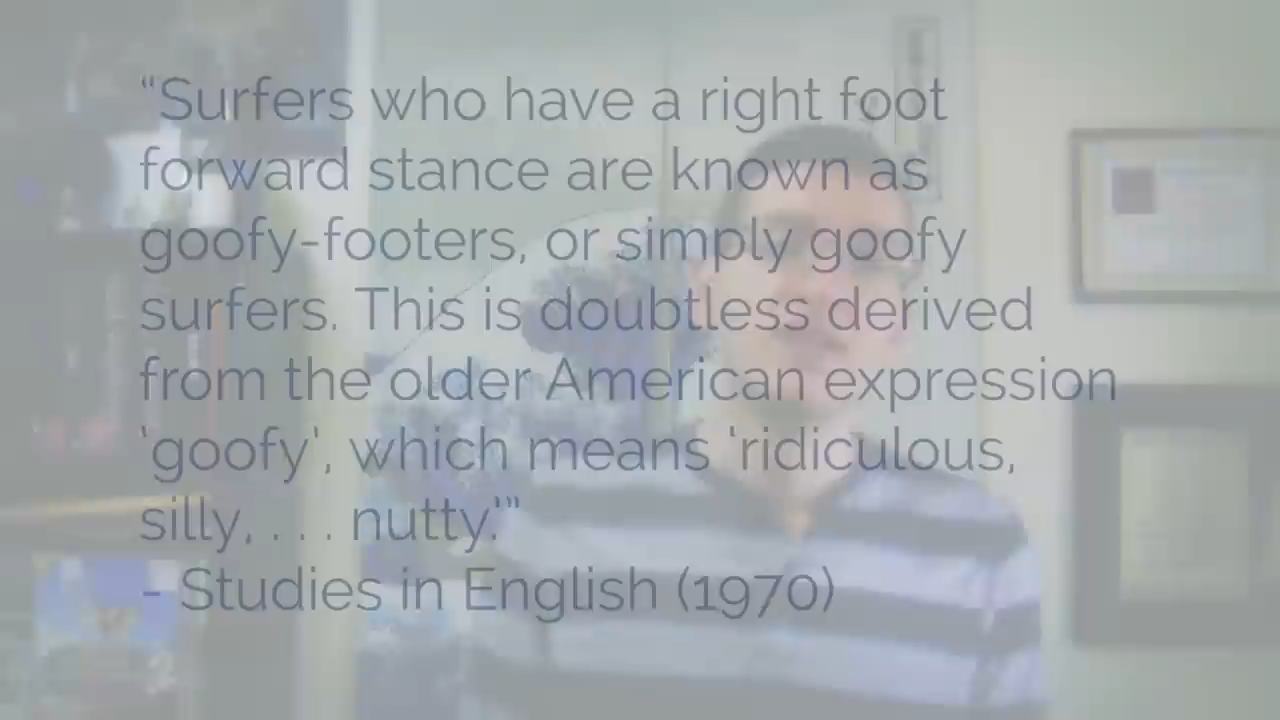 “Surfers who have a right foot
forward stance are known as
goofy-footers, or simply goofy
surfers. This is doubtless derived
from the older American expression
‘goofy’, which means ‘ridiculous,
silly, . . . nutty.’”
- Studies in English (1970)